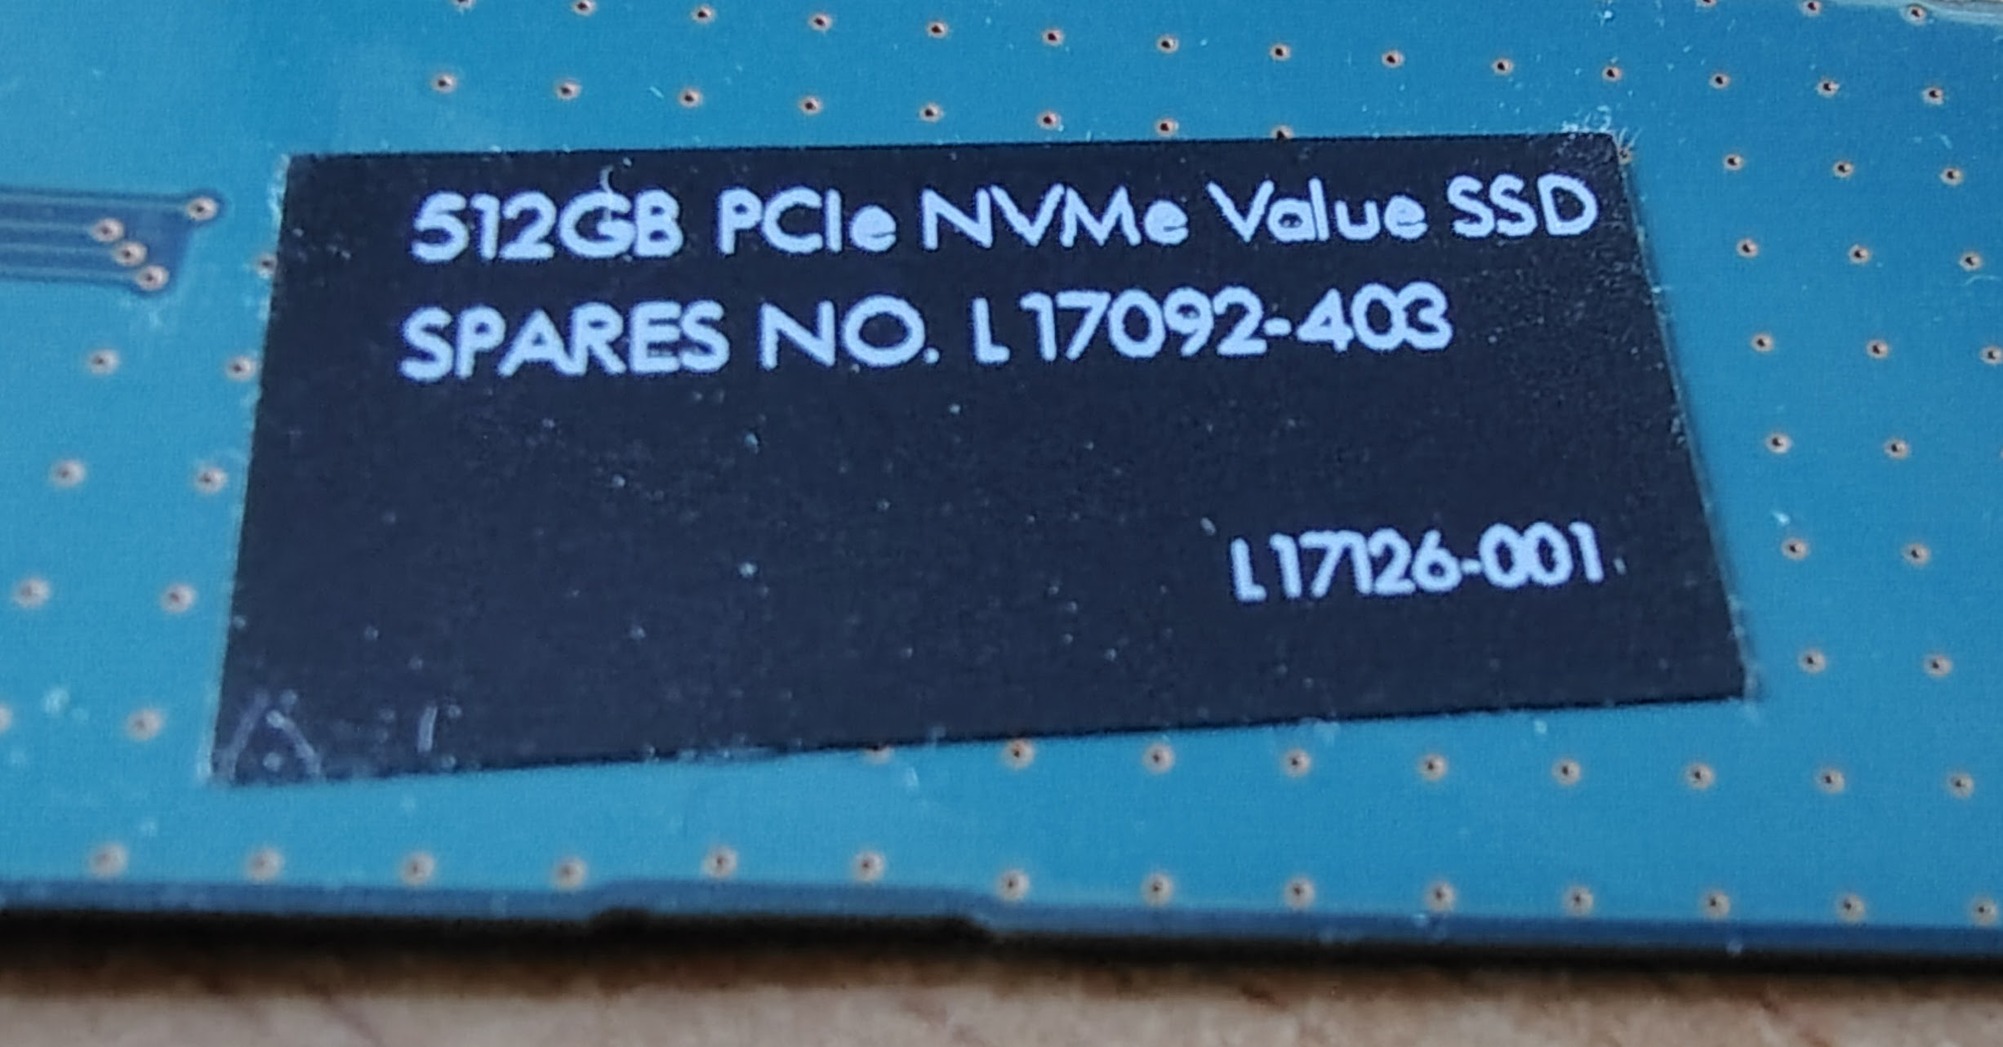 512GB PCIe NVMe Value SSD
SPARES NO. L17092-403
L17126-001